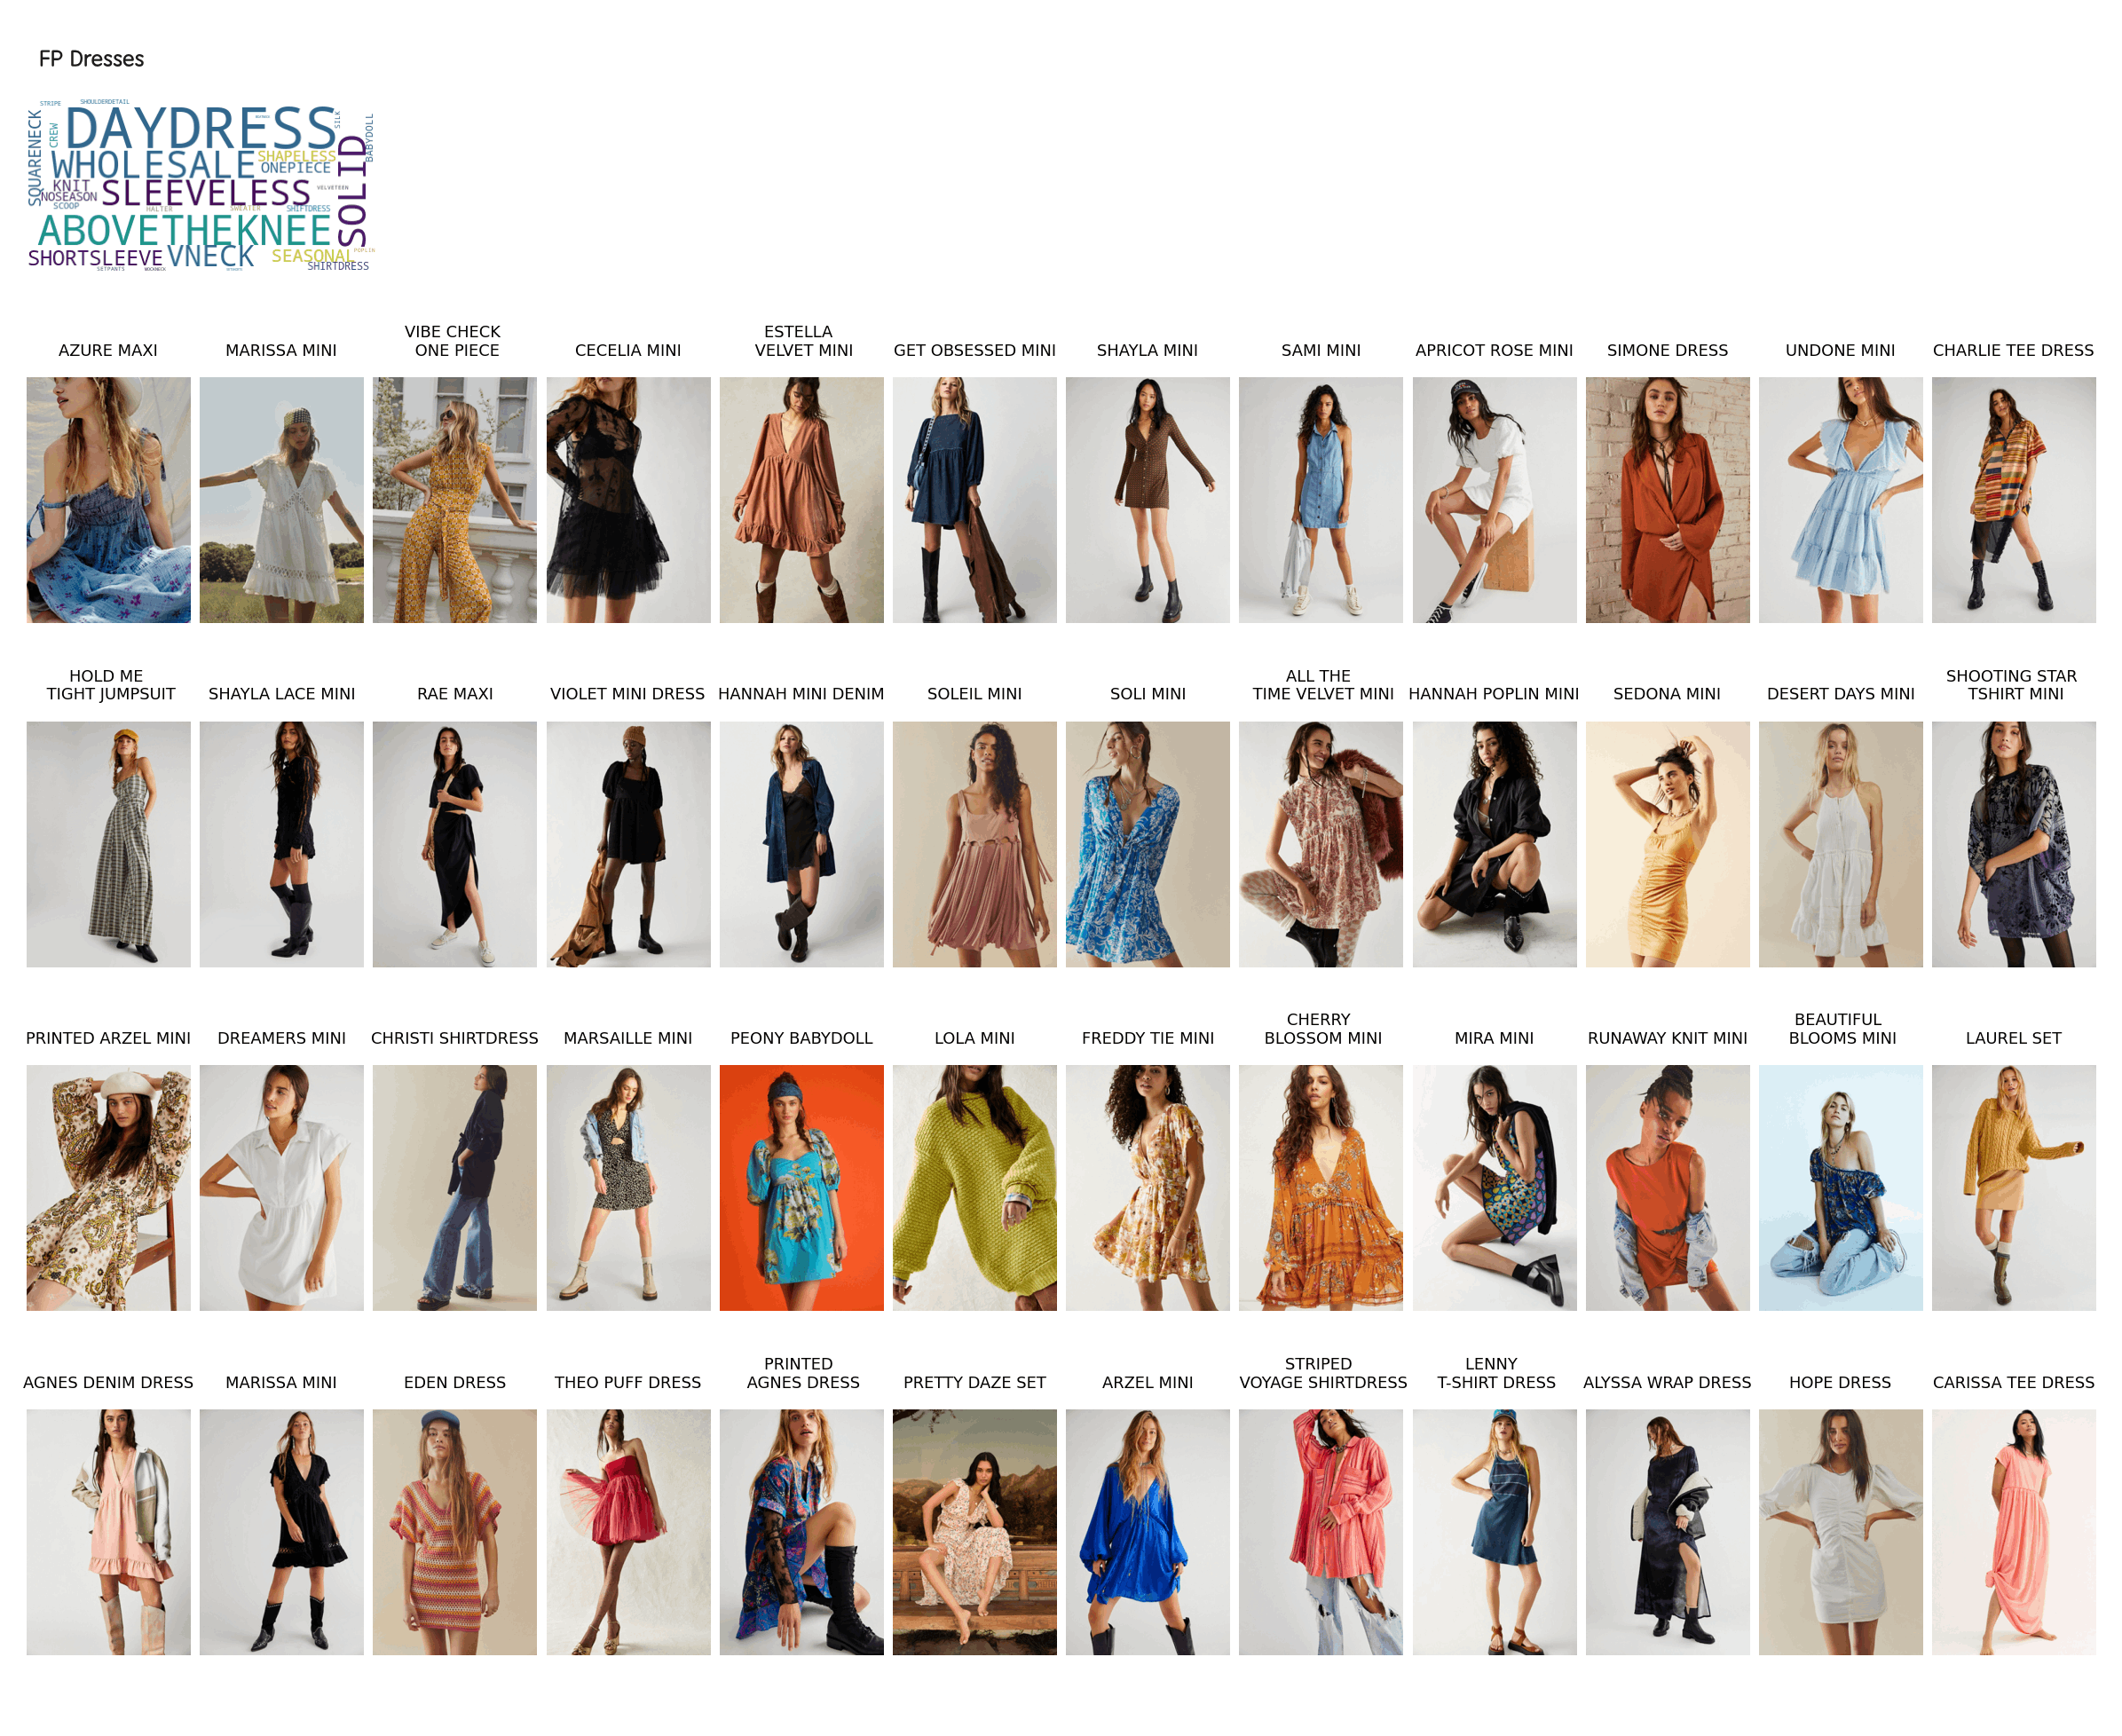 FP Dresses
STRIPE
SHOULDERDETAIL
SQUARENECK
CREW
DAYDRESS
SILK
BABYDOLL
WHOLESALE
SHAPELESS
ONEPIECE
SOLID
KNIT
NOSEASON
SCOOP
SLEEVELESS
VELVETEEN
HALTER
SWEATER
SHIFTDRESS
ABOVETHEKNEE
SHORTSLEEVE
VNECK
SEASONAL
POPLIN
SHIRTDRESS
SETPANTS
MOCKNECK
AZURE MAXI
MARISSA MINI
VIBE CHECK
ONE PIECE
CECELIA MINI
ESTELLA
VELVET MINI
GET OBSESSED MINI
SHAYLA MINI
SAMI MINI
APRICOT ROSE MINI
SIMONE DRESS
UNDONE MINI
CHARLIE TEE DRESS
HOLD ME
TIGHT JUMPSUIT
SHAYLA LACE MINI
RAE MAXI
VIOLET MINI DRESS
HANNAH MINI DENIM
SOLEIL MINI
SOLI MINI
ALL THE
TIME VELVET MINI
HANNAH POPLIN MINI
SEDONA MINI
DESERT DAYS MINI
SHOOTING STAR
TSHIRT MINI
PRINTED ARZEL MINI
DREAMERS MINI
CHRISTI SHIRTDRESS
MARSAILLE MINI
PEONY BABYDOLL
LOLA MINI
FREDDY TIE MINI
CHERRY
BLOSSOM MINI
MIRA MINI
RUNAWAY KNIT MINI
BEAUTIFUL
BLOOMS MINI
LAUREL SET
AGNES DENIM DRESS
MARISSA MINI
EDEN DRESS
THEO PUFF DRESS
PRINTED
AGNES DRESS
PRETTY DAZE SET
ARZEL MINI
STRIPED
VOYAGE SHIRTDRESS
LENNY
T-SHIRT DRESS
ALYSSA WRAP DRESS
HOPE DRESS
CARISSA TEE DRESS